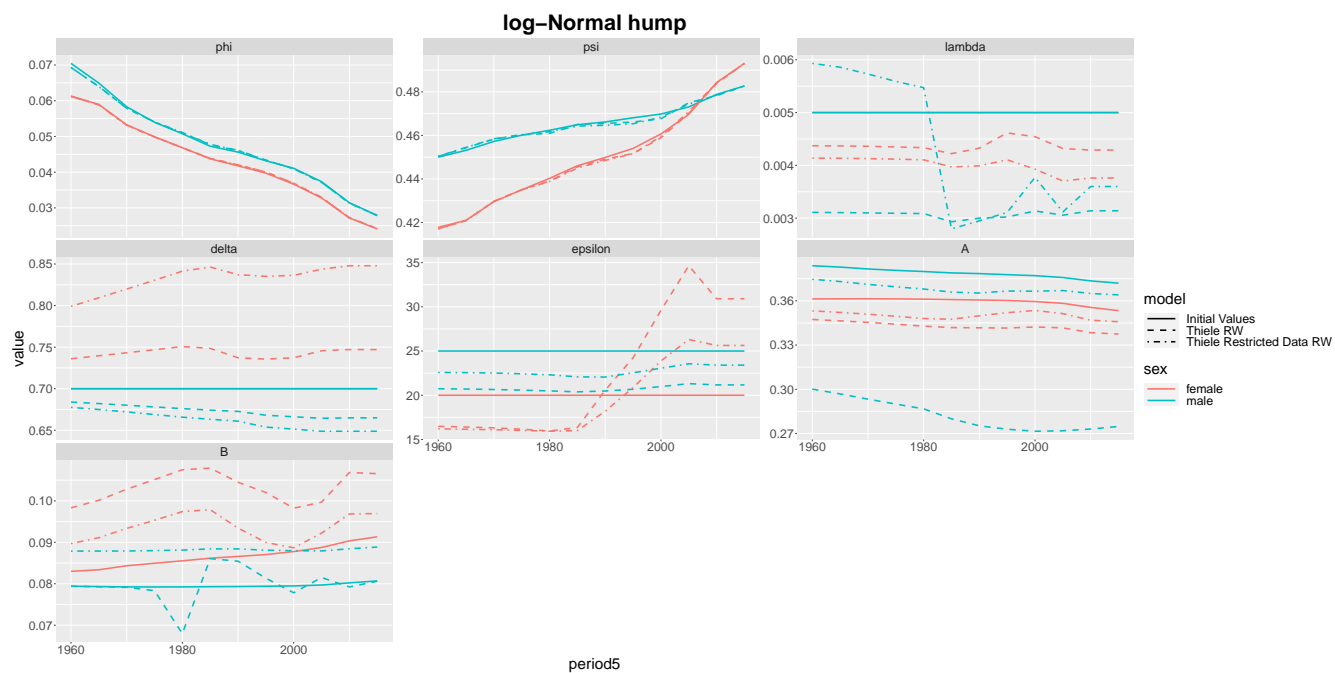 log−Normal hump
phi
psi
lambda
0.07
0.06
0.05
0.04
0.03
0.48
0.46
0.44
0.42
0.006
0.005
0.004
0.003
delta
epsilon
A
0.85
0.80
0.75
0.70
0.65
35
30
25
20
15
0.36
0.33
0.30
0.27
1960
1980
2000
1960
1980
2000
B
0.10
0.09
0.08
0.07
1960
1980
2000
value
period5
model
Initial Values
Thiele RW
Thiele Restricted Data RW
sex
female
male